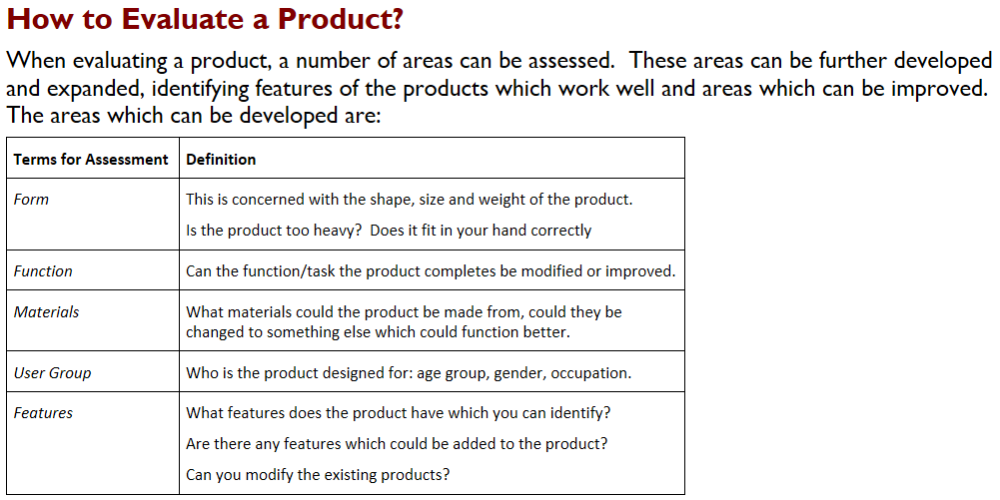 How to Evaluate a Product?
When evaluating a product, a number of areas can be assessed.  These areas can be further developed
and expanded, identifying features of the products which work well and areas which can be improved.
The areas which can be developed are:
Terms for Assessment
Definition
Form
This is concerned with the shape, size and weight of the product.
Is the product too heavy?  Does it fit in your hand correctly
Function
Can the function/task the product completes be modified or improved.
Materials
What materials could the product be made from, could they be
changed to something else which could function better.
User Group
Who is the product designed for: age group, gender, occupation.
Features
What features does the product have which you can identify?
Are there any features which could be added to the product?
Can you modify the existing products?